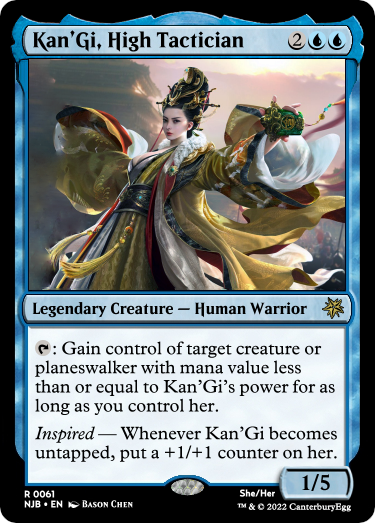 Kan'Gi, High Tactician 2
Legendary Creature — Human Warrior
: Gain control of target creature or
planeswalker with mana value less
than or equal to Kan'Gi's power for as
long as you control her.
Inspired — Whenever Kan'Gi becomes
untapped, put a +1/+1 counter on her.
1/5
R 0061
NJB • EN Bason Chen
She/Her
™ & © 2022 CanterburyEgg